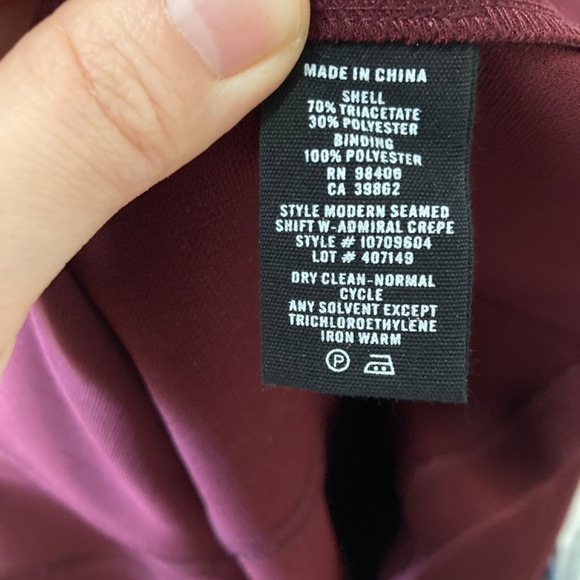 MADE IN CHINA
SHELL
70% TRIACETATE
30% POLYESTER
BINDING
100% POLYESTER
RN 98406
CA 39862
STYLE MODERN SEAMED
SHIFT W-ADMIRAL CREPE
STYLE # 10709604
LOT # 407149
DRY CLEAN-NORMAL
CYCLE
ANY SOLVENT EXCEPT
TRICHLOROETHYLENE
IRON WARM
P